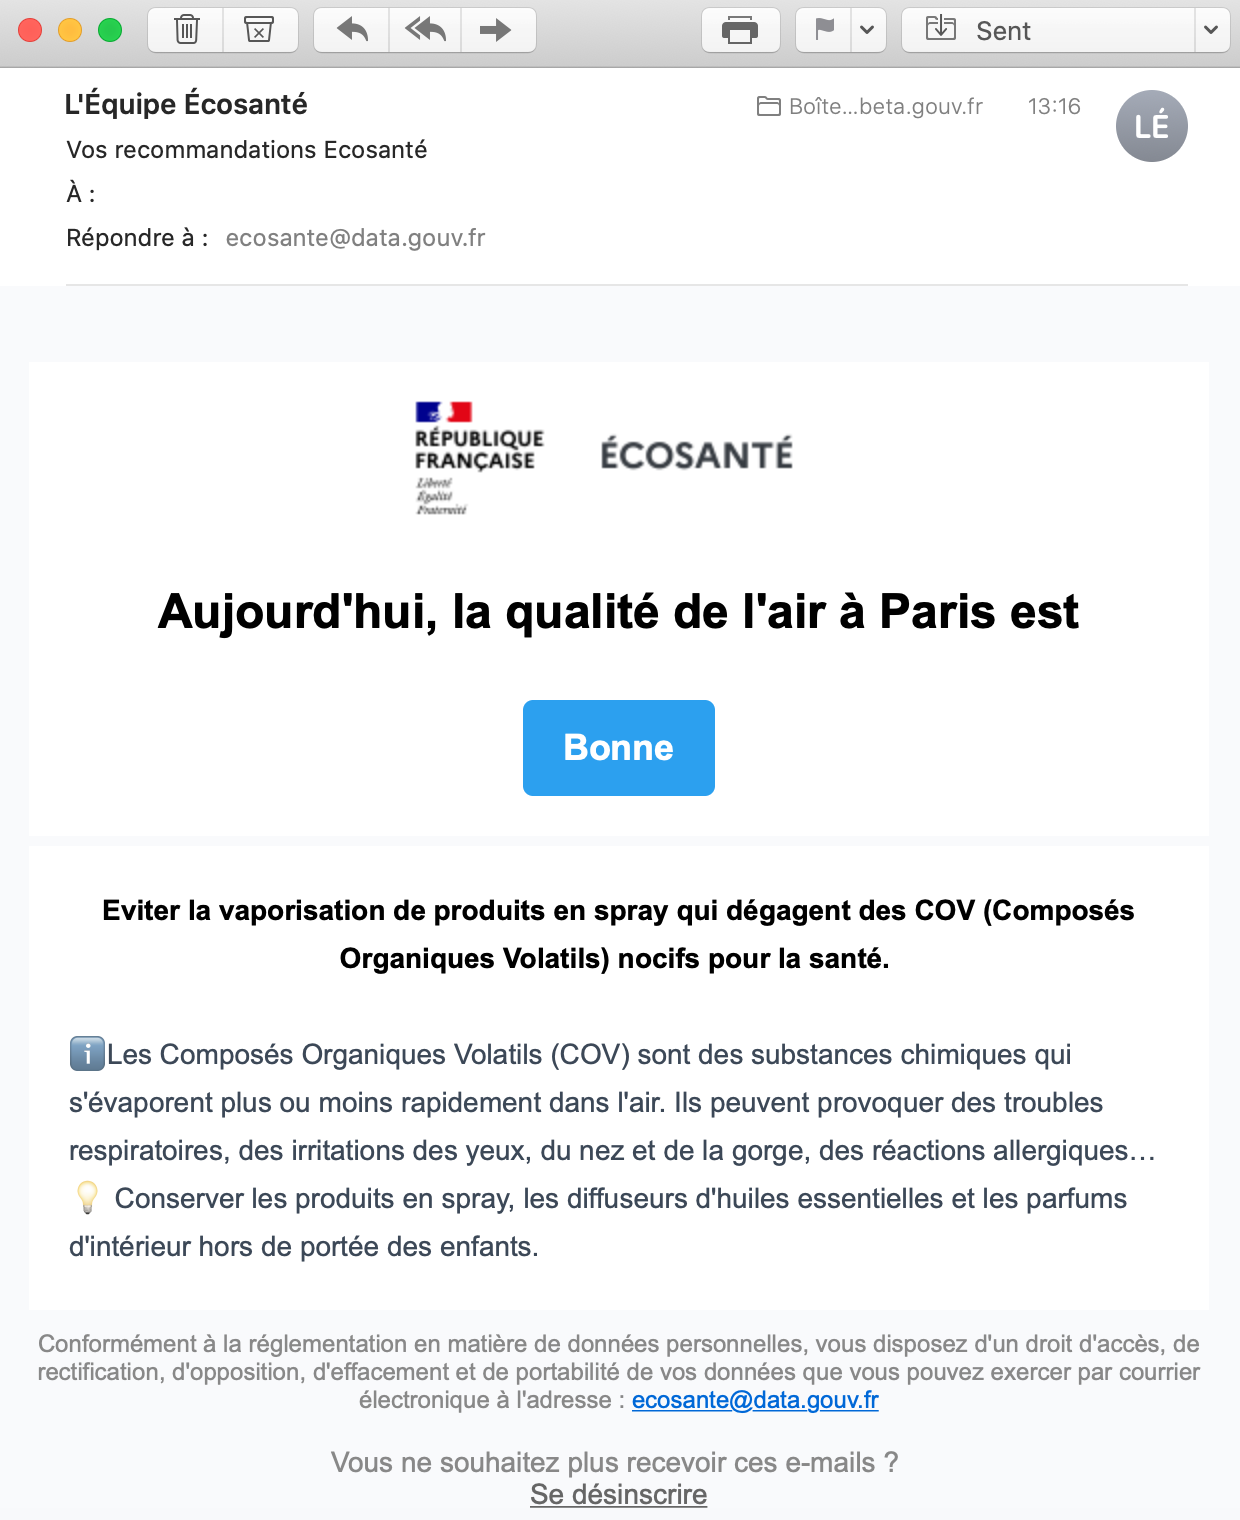 Sent
L'Équipe Écosanté
Boîte...beta.gouv.fr
13:16
LÉ
Vos recommandations Ecosanté
À :
Répondre à : ecosante@data.gouv.fr
RÉPUBLIQUE
FRANÇAISE
Liberté
Égalité
Fraternité
ÉCOSANTÉ
Aujourd'hui, la qualité de l'air à Paris est
Bonne
Eviter la vaporisation de produits en spray qui dégagent des COV (Composés
Organiques Volatils) nocifs pour la santé.
ℹ️Les Composés Organiques Volatils (COV) sont des substances chimiques qui
s'évaporent plus ou moins rapidement dans l'air. Ils peuvent provoquer des troubles
respiratoires, des irritations des yeux, du nez et de la gorge, des réactions allergiques…
💡 Conserver les produits en spray, les diffuseurs d'huiles essentielles et les parfums
d'intérieur hors de portée des enfants.
Conformément à la réglementation en matière de données personnelles, vous disposez d'un droit d'accès, de
rectification, d'opposition, d'effacement et de portabilité de vos données que vous pouvez exercer par courrier
électronique à l'adresse : ecosante@data.gouv.fr
Vous ne souhaitez plus recevoir ces e-mails ?
Se désinscrire